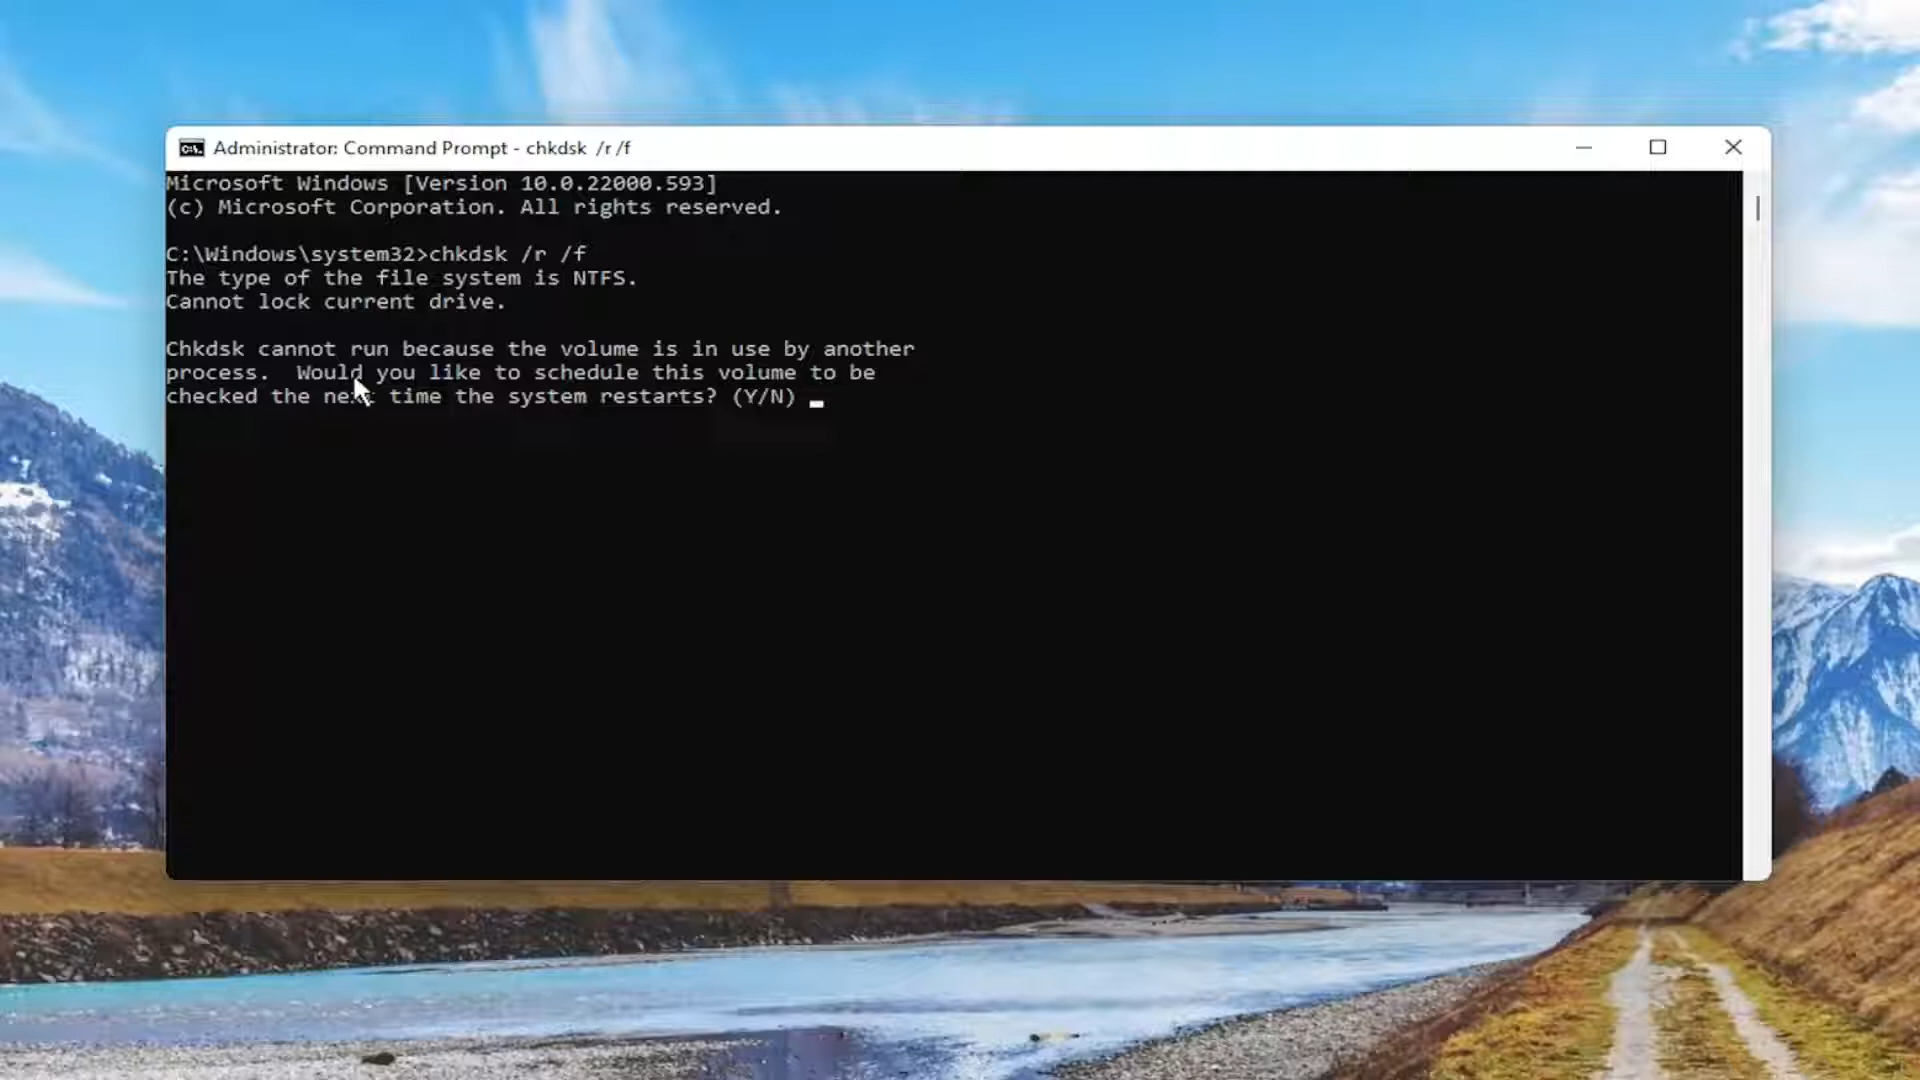 Administrator: Command Prompt - chkdsk /r /f
Microsoft Windows [Version 10.0.22000.593]
(c) Microsoft Corporation. All rights reserved.
C:\Windows\system32>chkdsk /r /f
The type of the file system is NTFS.
Cannot lock current drive.
Chkdsk cannot run because the volume is in use by another
process.  Would you like to schedule this volume to be
checked the next time the system restarts? (Y/N)